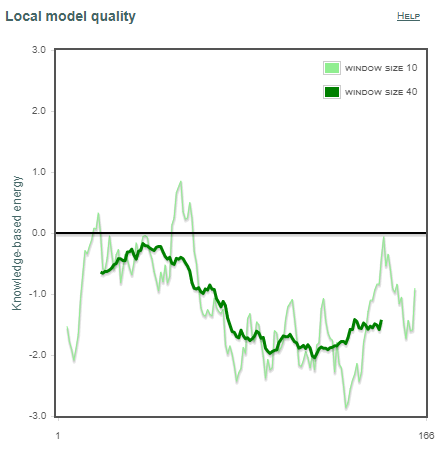 Local model quality
Help
3.0
window size 10
window size 40
2.0
1.0
0.0
-1.0
-2.0
-3.0
Knowledge-based energy
1
166